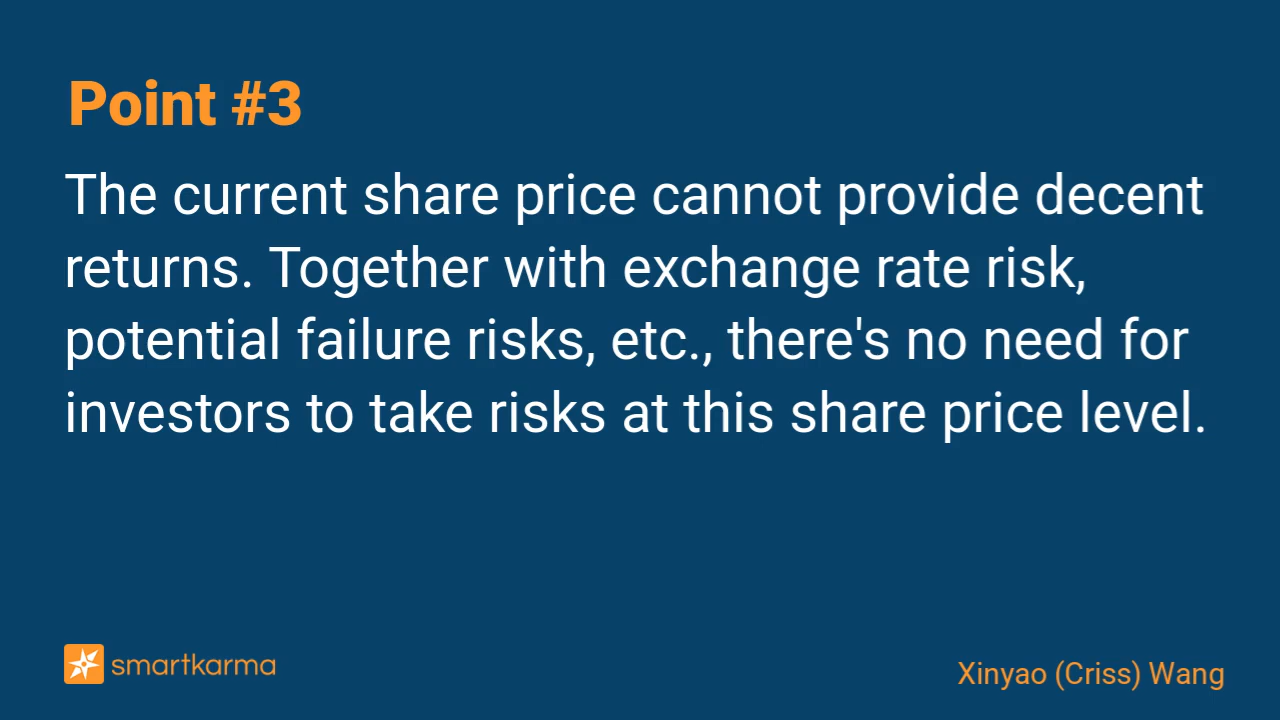 Point #3
The current share price cannot provide decent
returns. Together with exchange rate risk,
potential failure risks, etc., there's no need for
investors to take risks at this share price level.
smartkarma
Xinyao (Criss) Wang